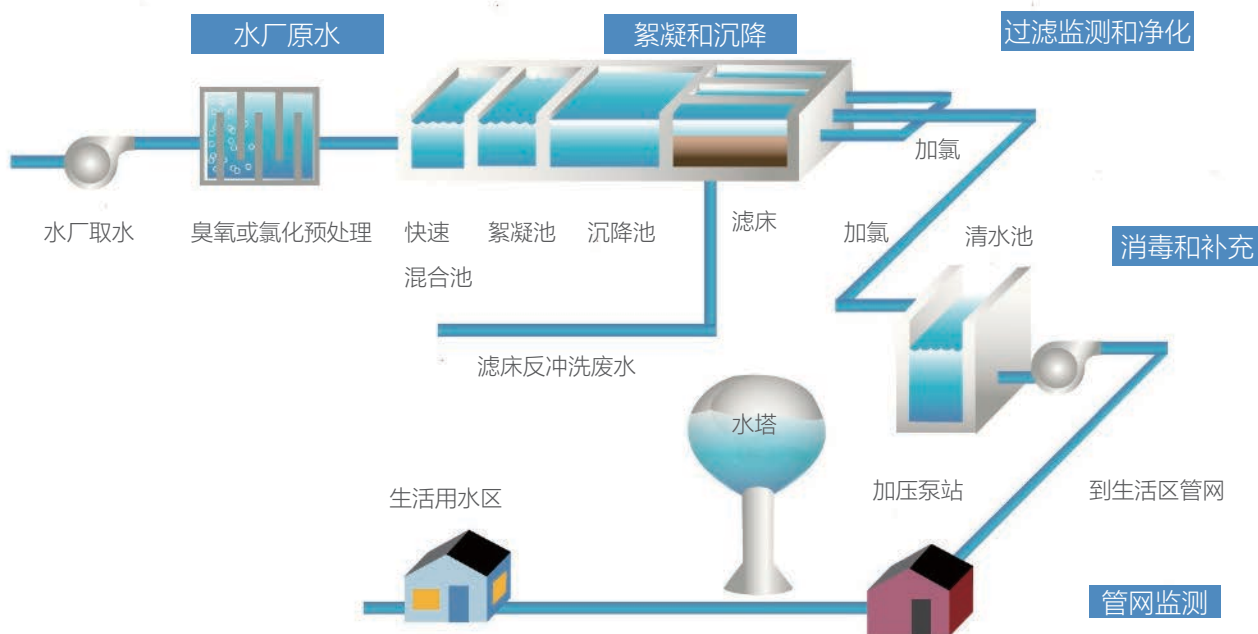 水厂原水
絮凝和沉降
过滤监测和净化
加氯
水厂取水
臭氧或氯化预处理
快速
混合池
絮凝池
沉降池
滤床
加氯
清水池
消毒和补充
滤床反冲洗废水
水塔
生活用水区
加压泵站
到生活区管网
管网监测